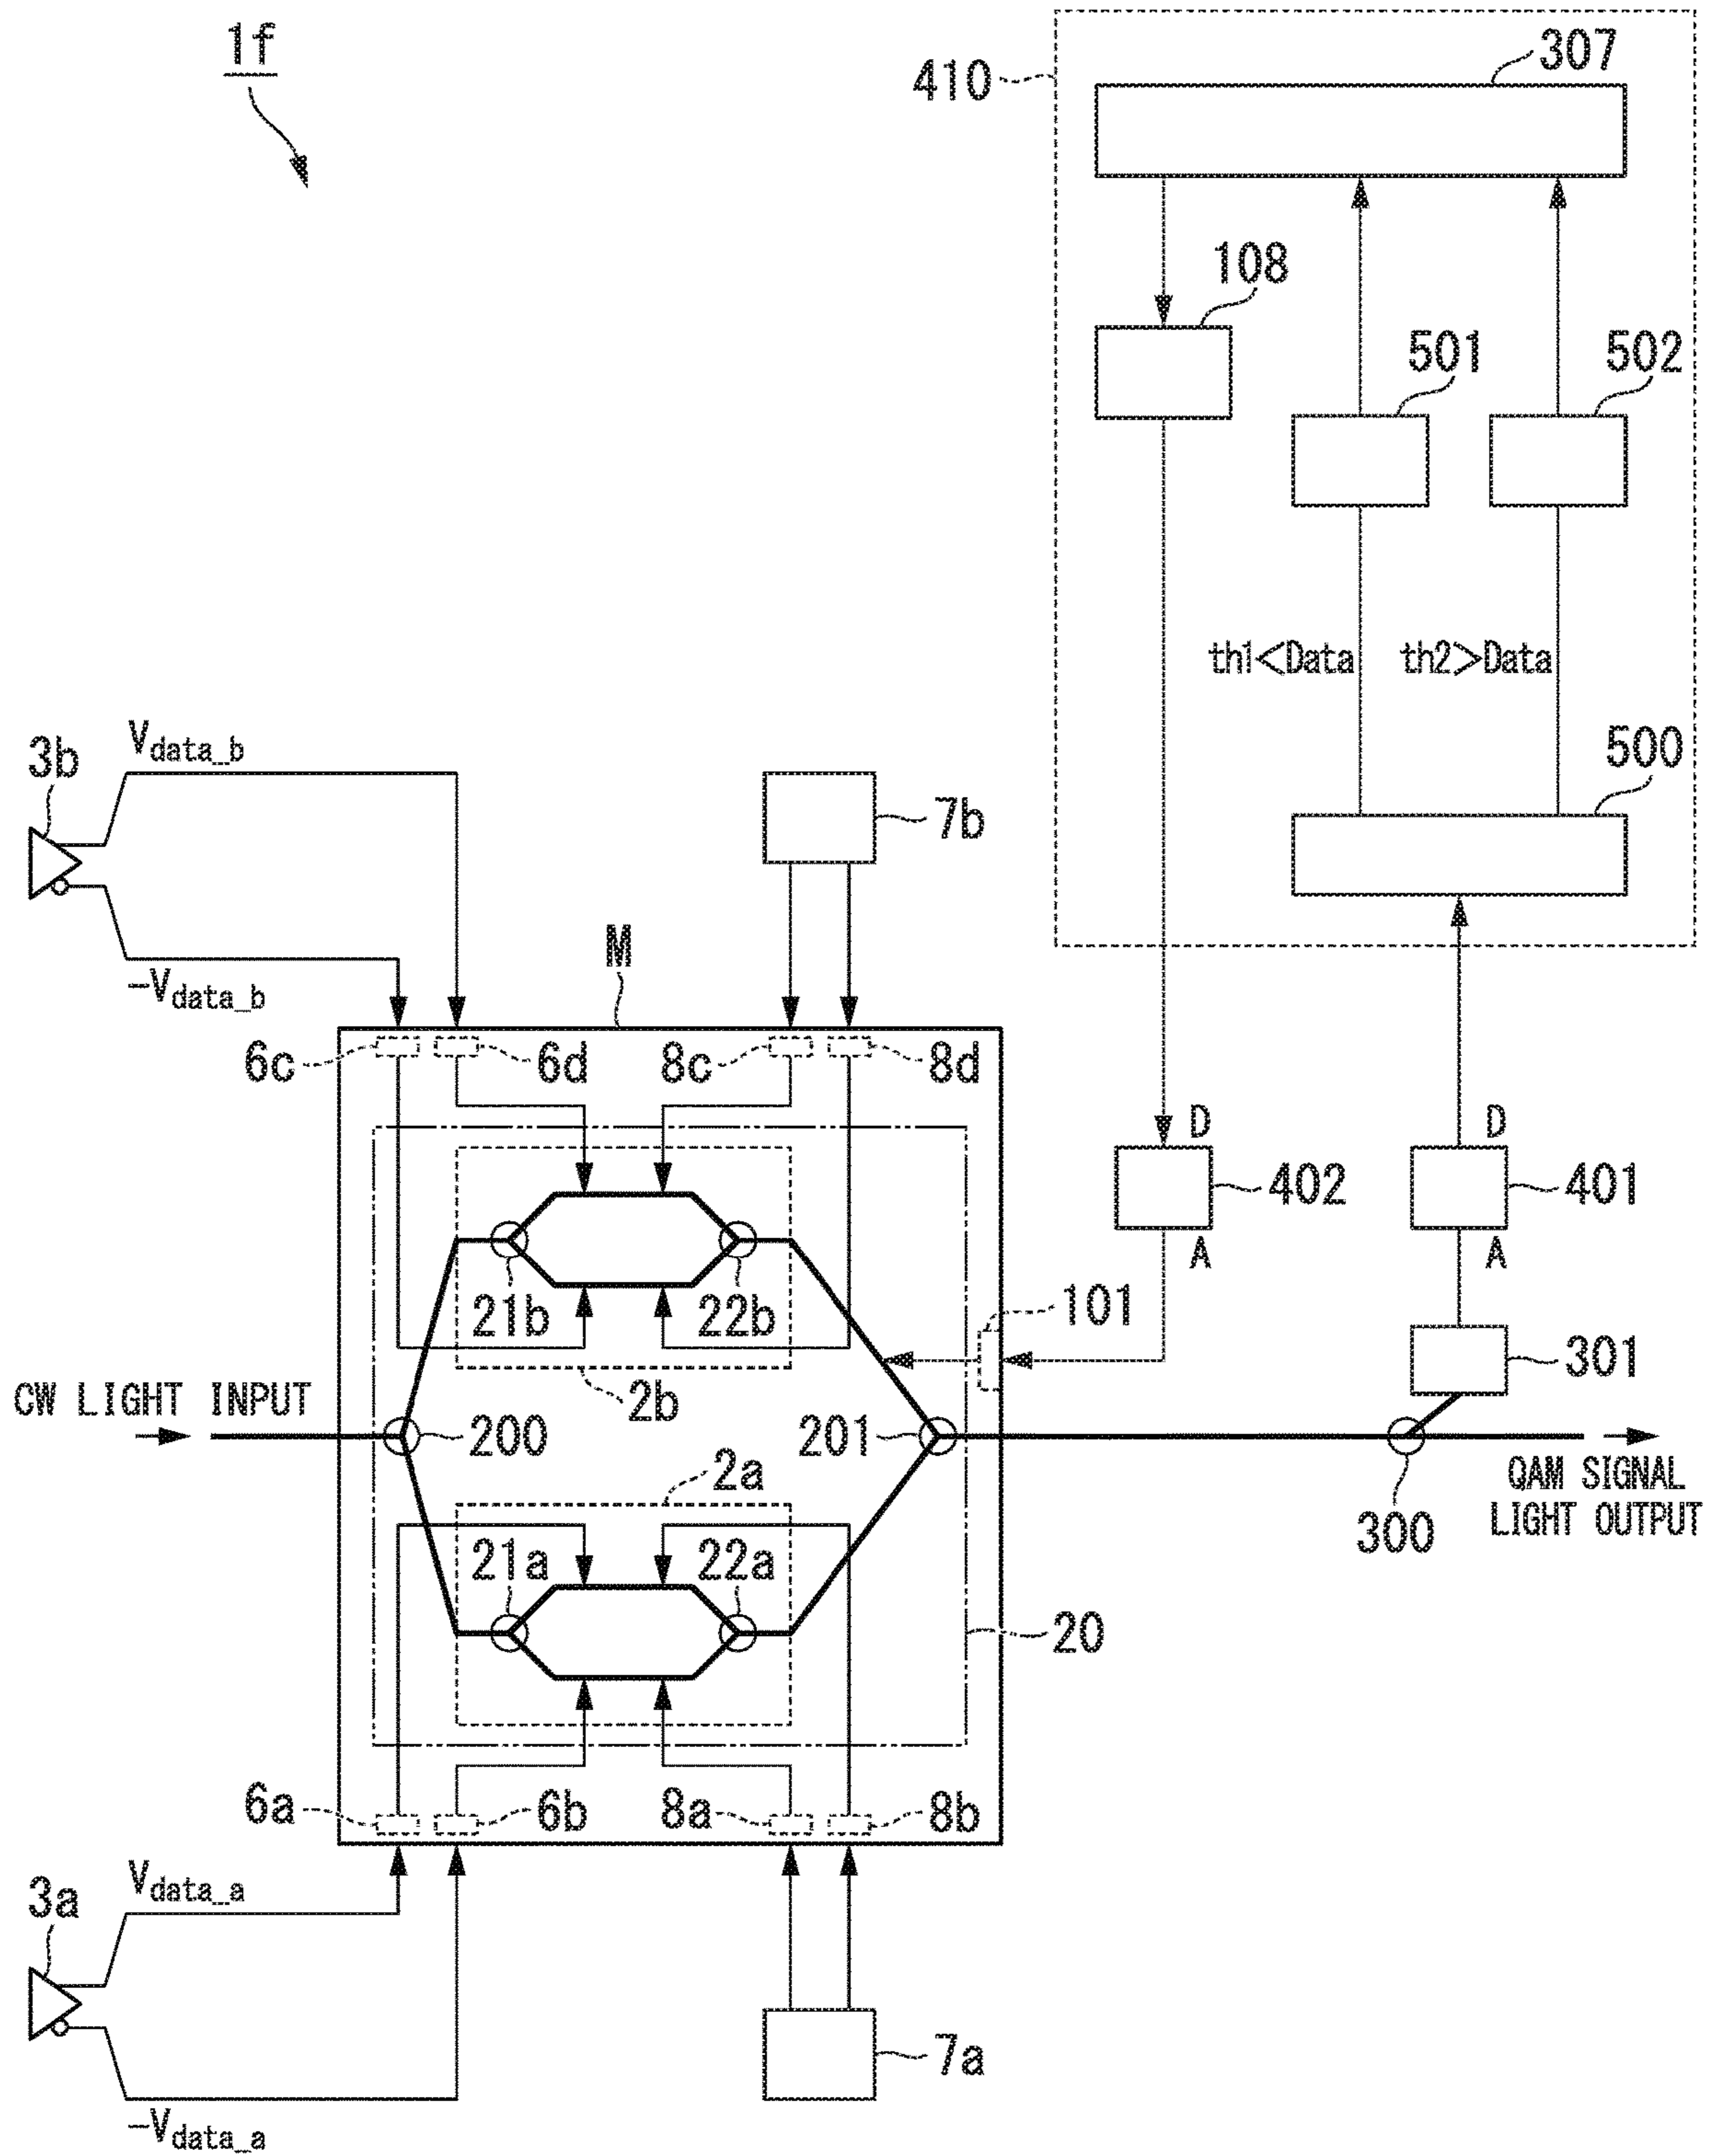 1f
307
410
108
501
502
th1<Data
th2>Data
500
3b
Vdata_b
-Vdata_b
7b
M
6c
6d
8c
8d
D
402
A
D
401
A
101
301
21b
22b
2b
CW LIGHT INPUT
200
201
300
QAM SIGNAL
LIGHT OUTPUT
2a
21a
22a
20
6a
6b
8a
8b
3a
Vdata_a
-Vdata_a
7a